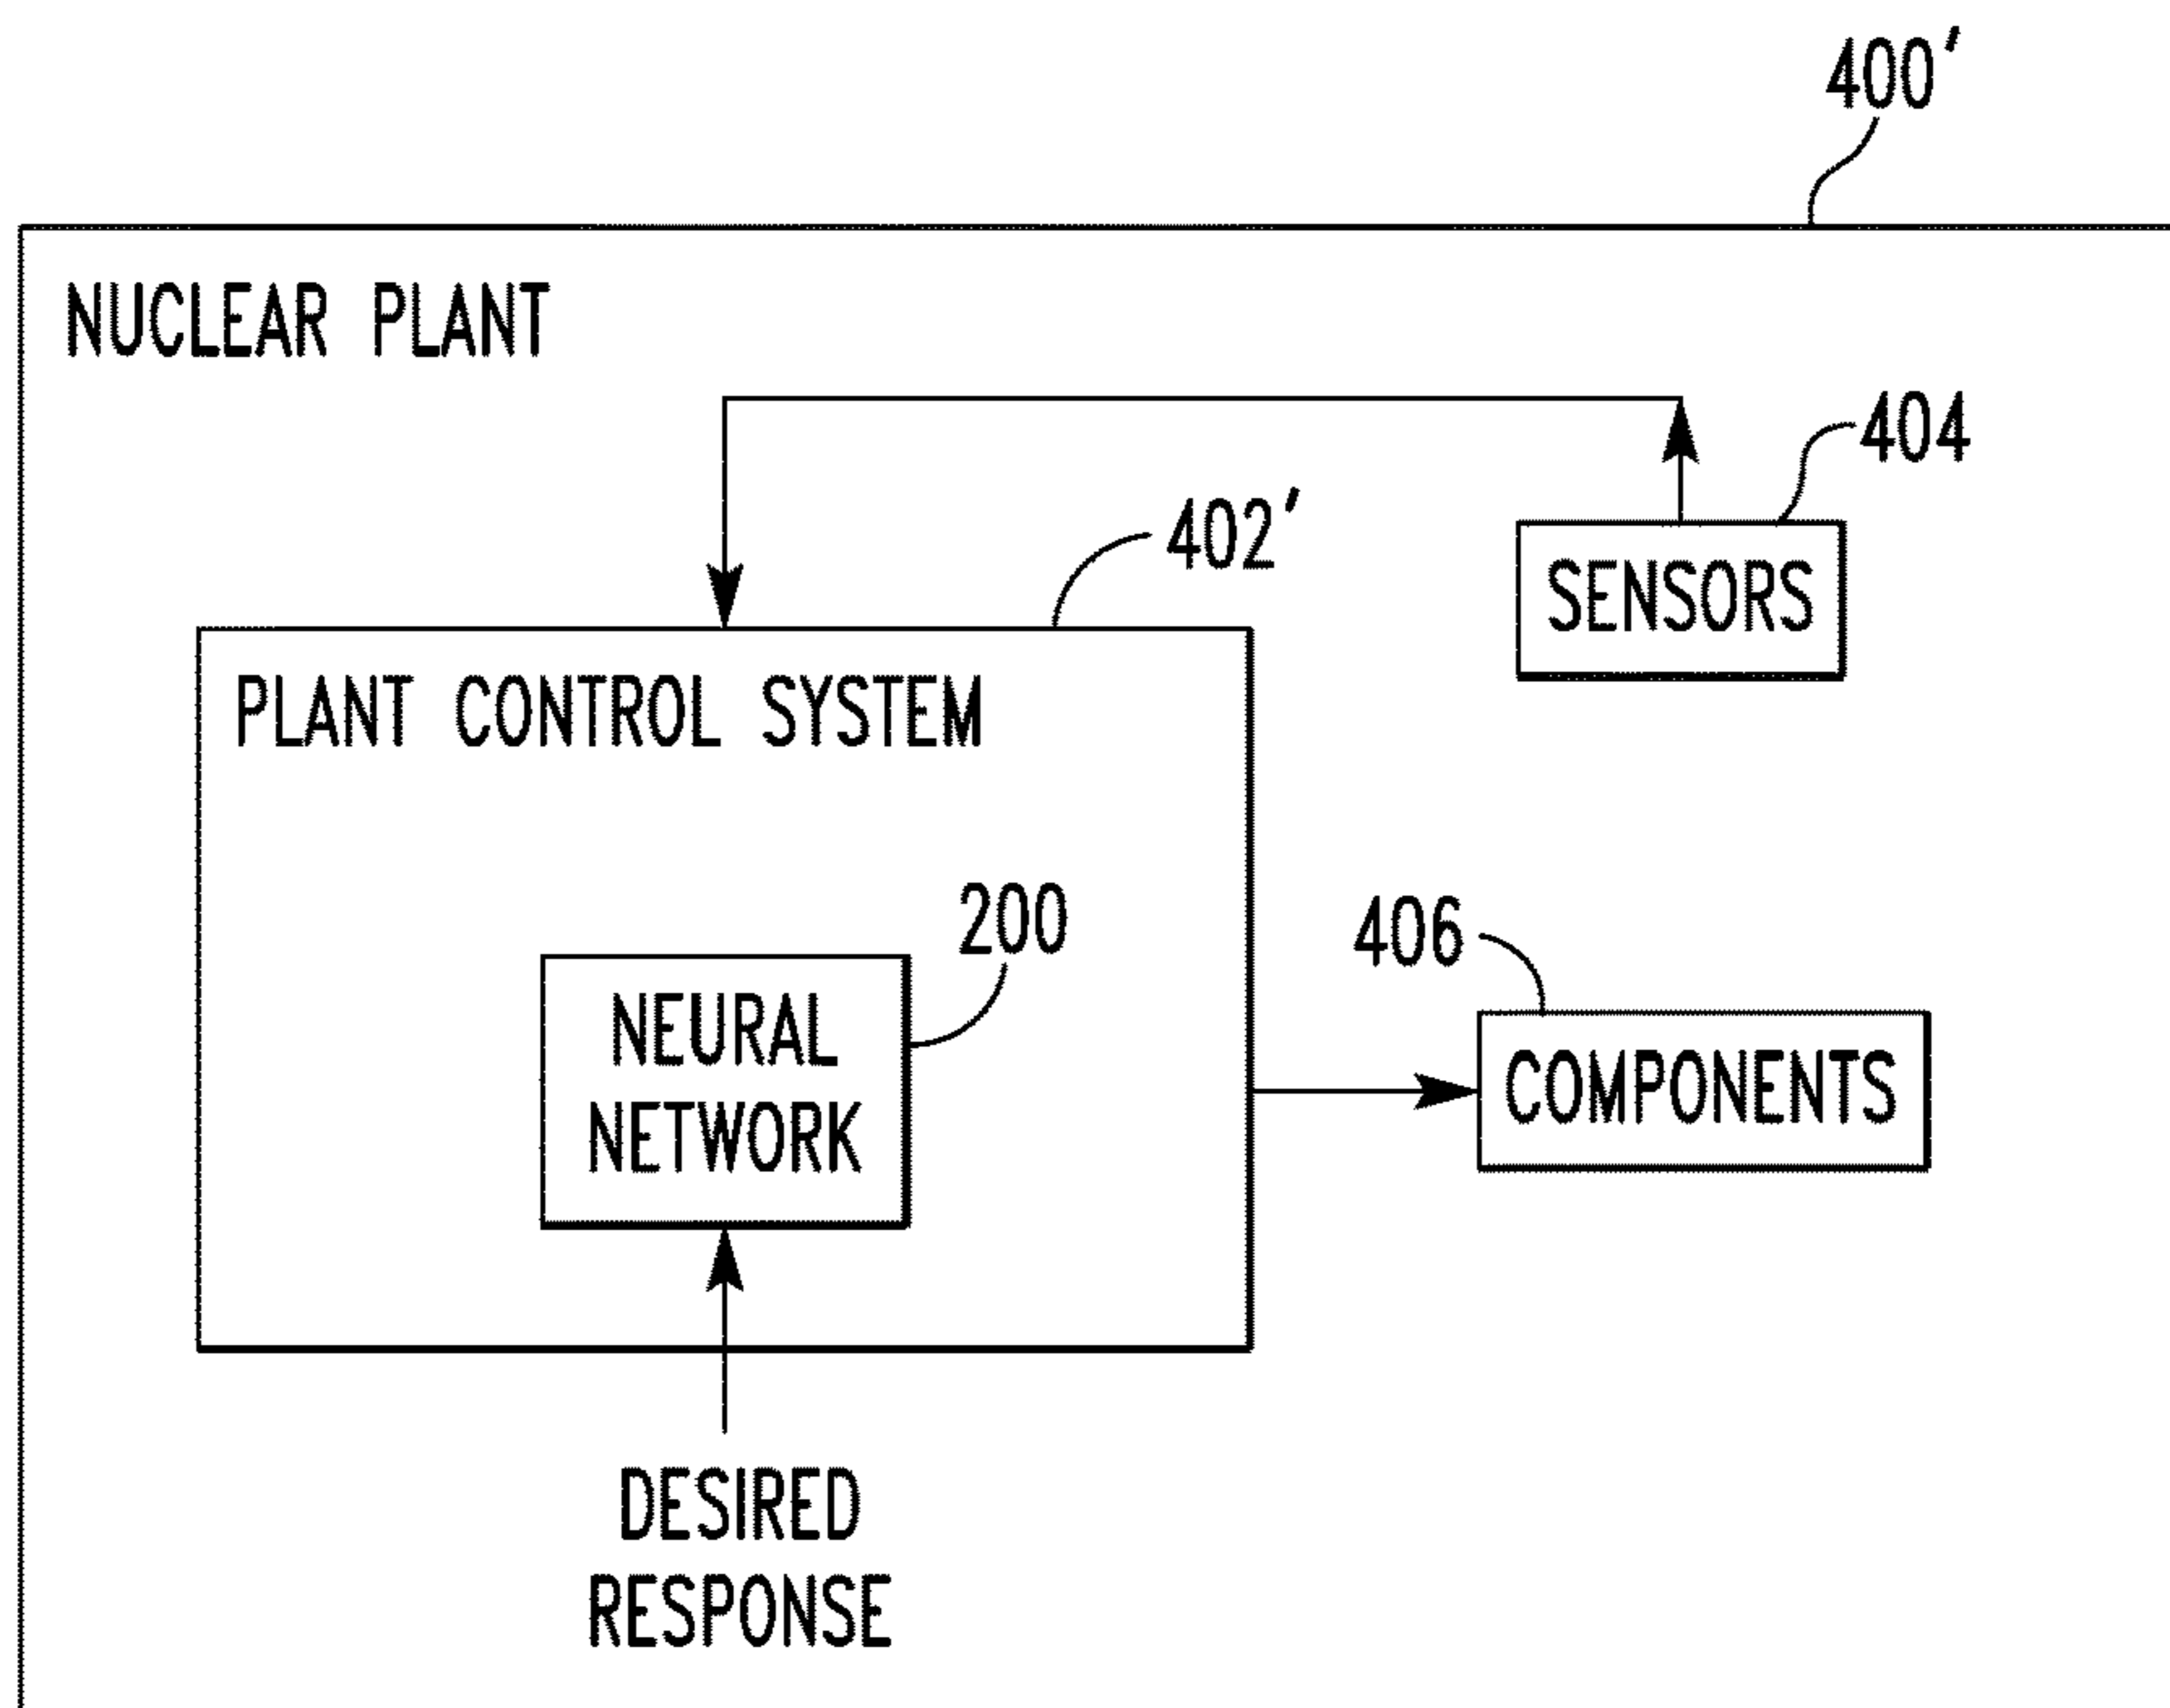 400'
NUCLEAR PLANT
404
402'
SENSORS
PLANT CONTROL SYSTEM
200
406
NEURAL
NETWORK
COMPONENTS
DESIRED
RESPONSE